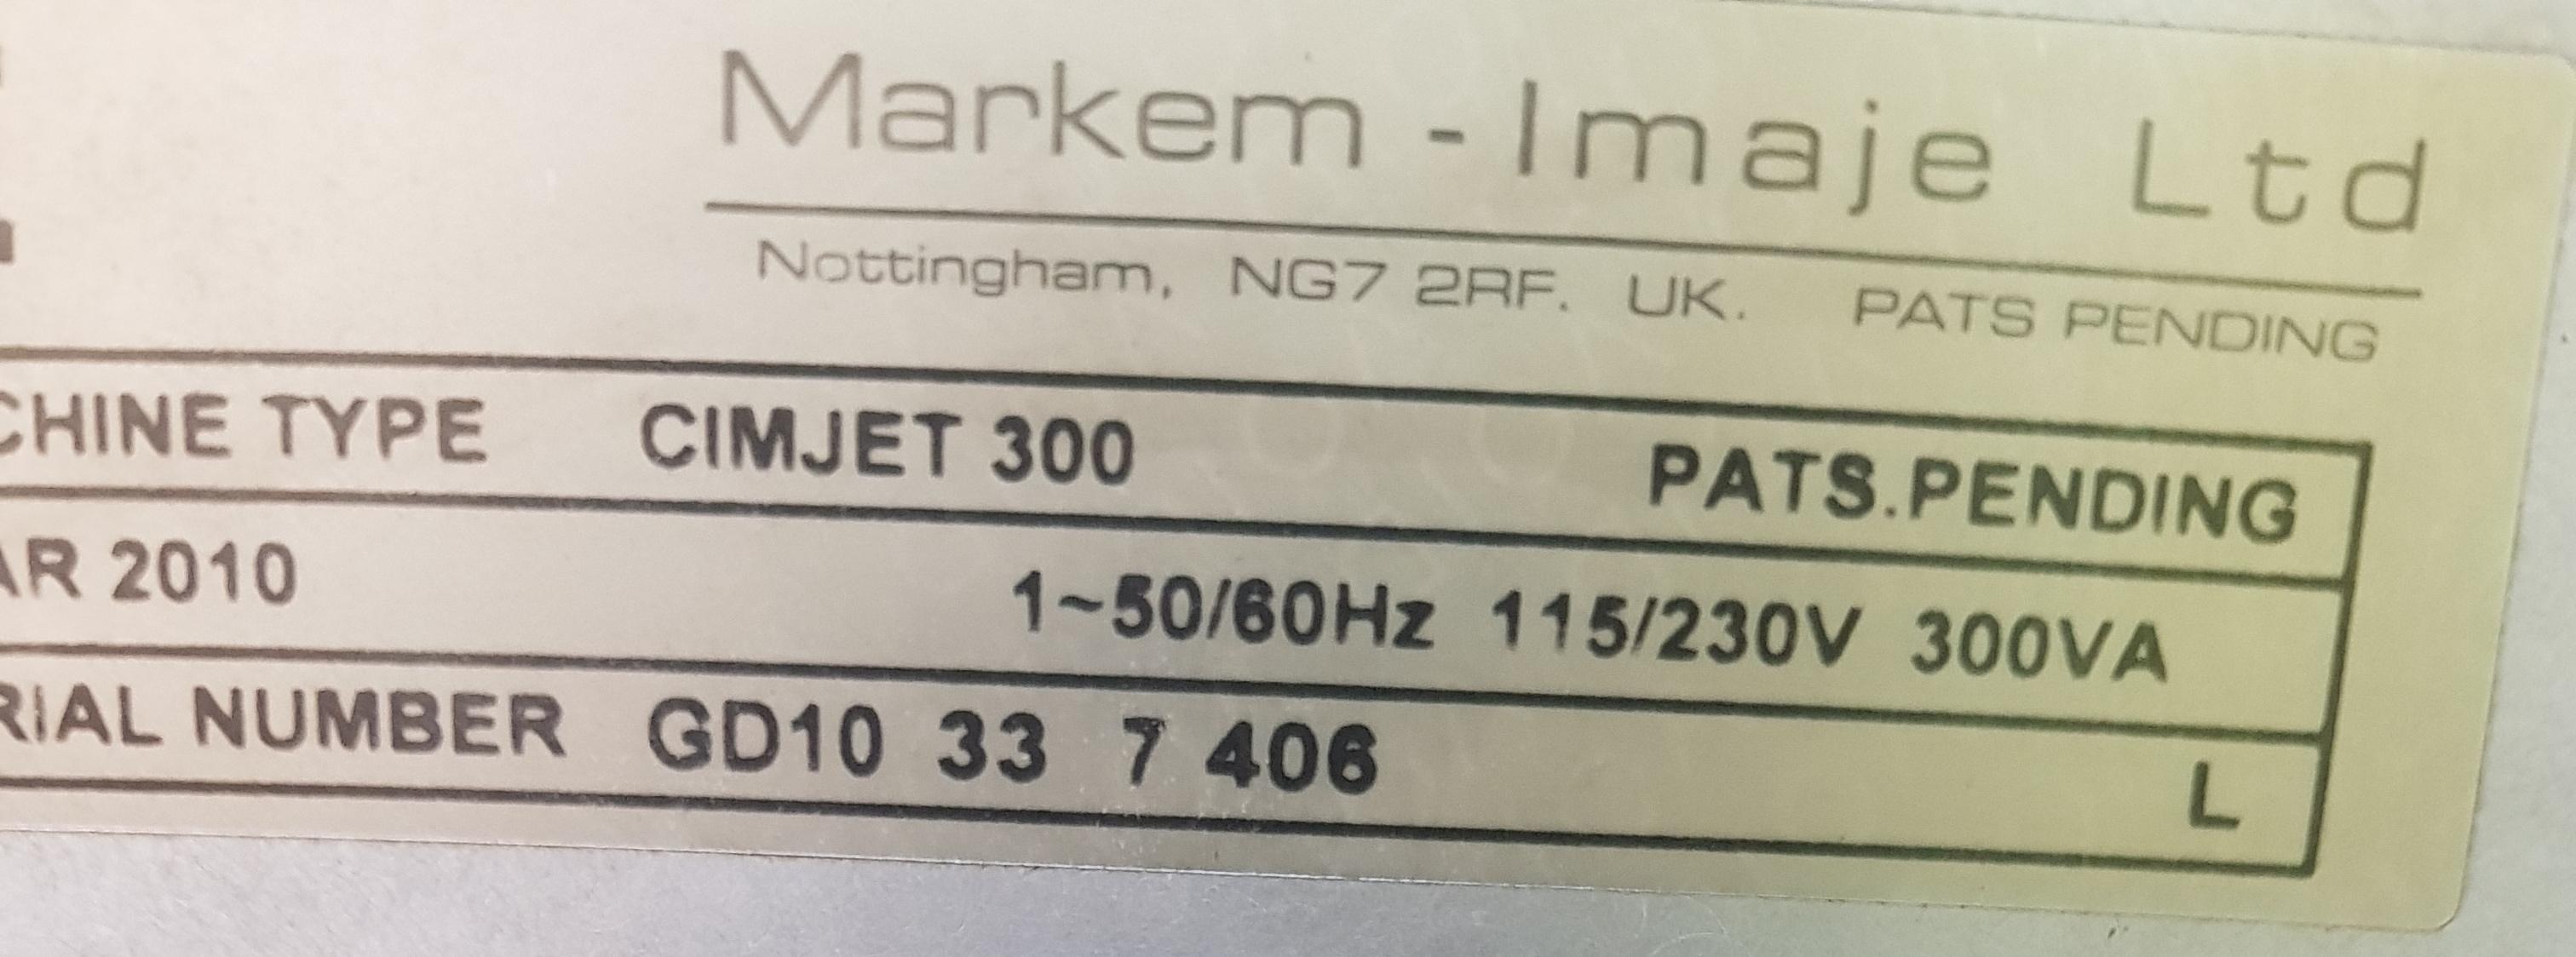 Markem - Imaje Ltd
Nottingham, NG7 2RF. UK. PATS PENDING
CHINE TYPE CIMJET 300 PATS.PENDING
AR 2010 1~50/60Hz 115/230V 300VA
RIAL NUMBER GD10 33 7 406 L